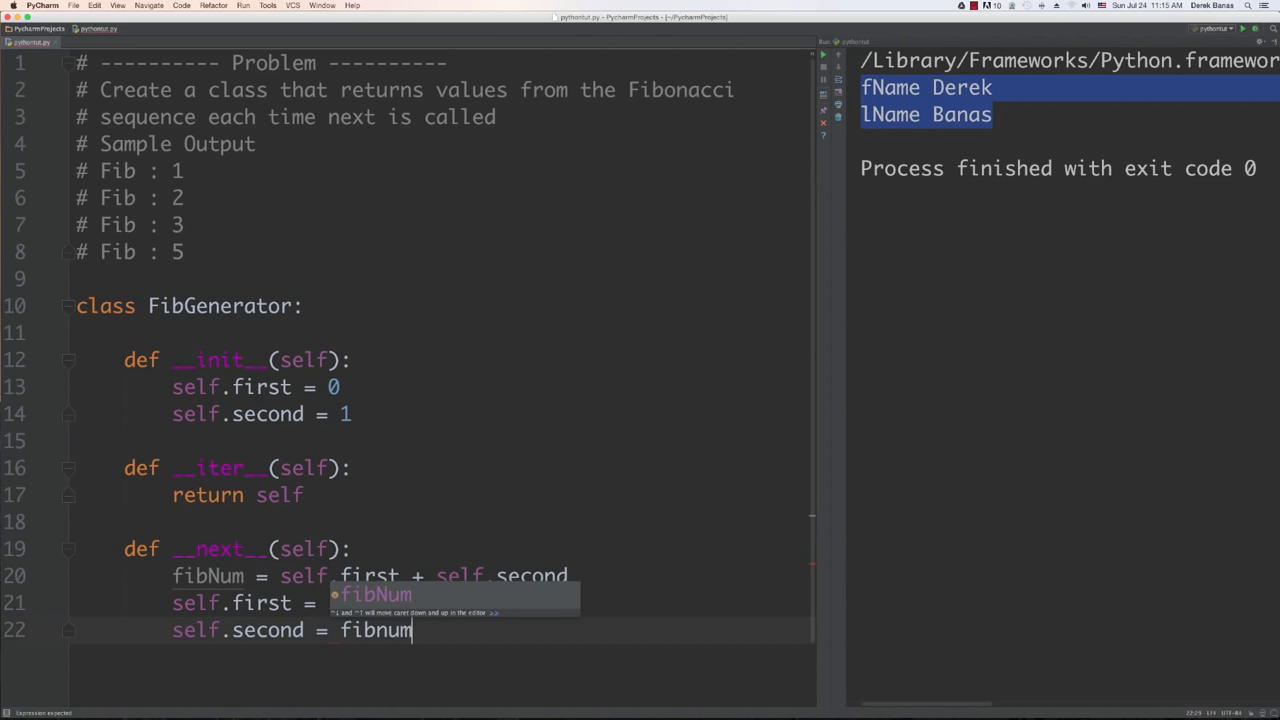 PyCharm File Edit View Navigate Code Refactor Run Tools VCS Window Help
10 Sun Jul 24 11:15 AM Derek Banas
pythontut.py - PycharmProjects - [~/PycharmProjects]
PycharmProjects pythontut.py pythontut
pythontut.py
Run: pythontut
1 # ---------- Problem ----------
2 # Create a class that returns values from the Fibonacci
3 # sequence each time next is called
4 # Sample Output
5 # Fib : 1
6 # Fib : 2
7 # Fib : 3
8 # Fib : 5
9
10 class FibGenerator:
11
12 def __init__(self):
13 self.first = 0
14 self.second = 1
15
16 def __iter__(self):
17 return self
18
19 def __next__(self):
20 fibNum = self.first + self.second
fibNum
21 self.first =
and will move caret down and up in the editor >>
22 self.second = fibnum
/Library/Frameworks/Python.framewor
fName Derek
lName Banas
Process finished with exit code 0
Expression expected
22:29 LF÷ UTF-8÷